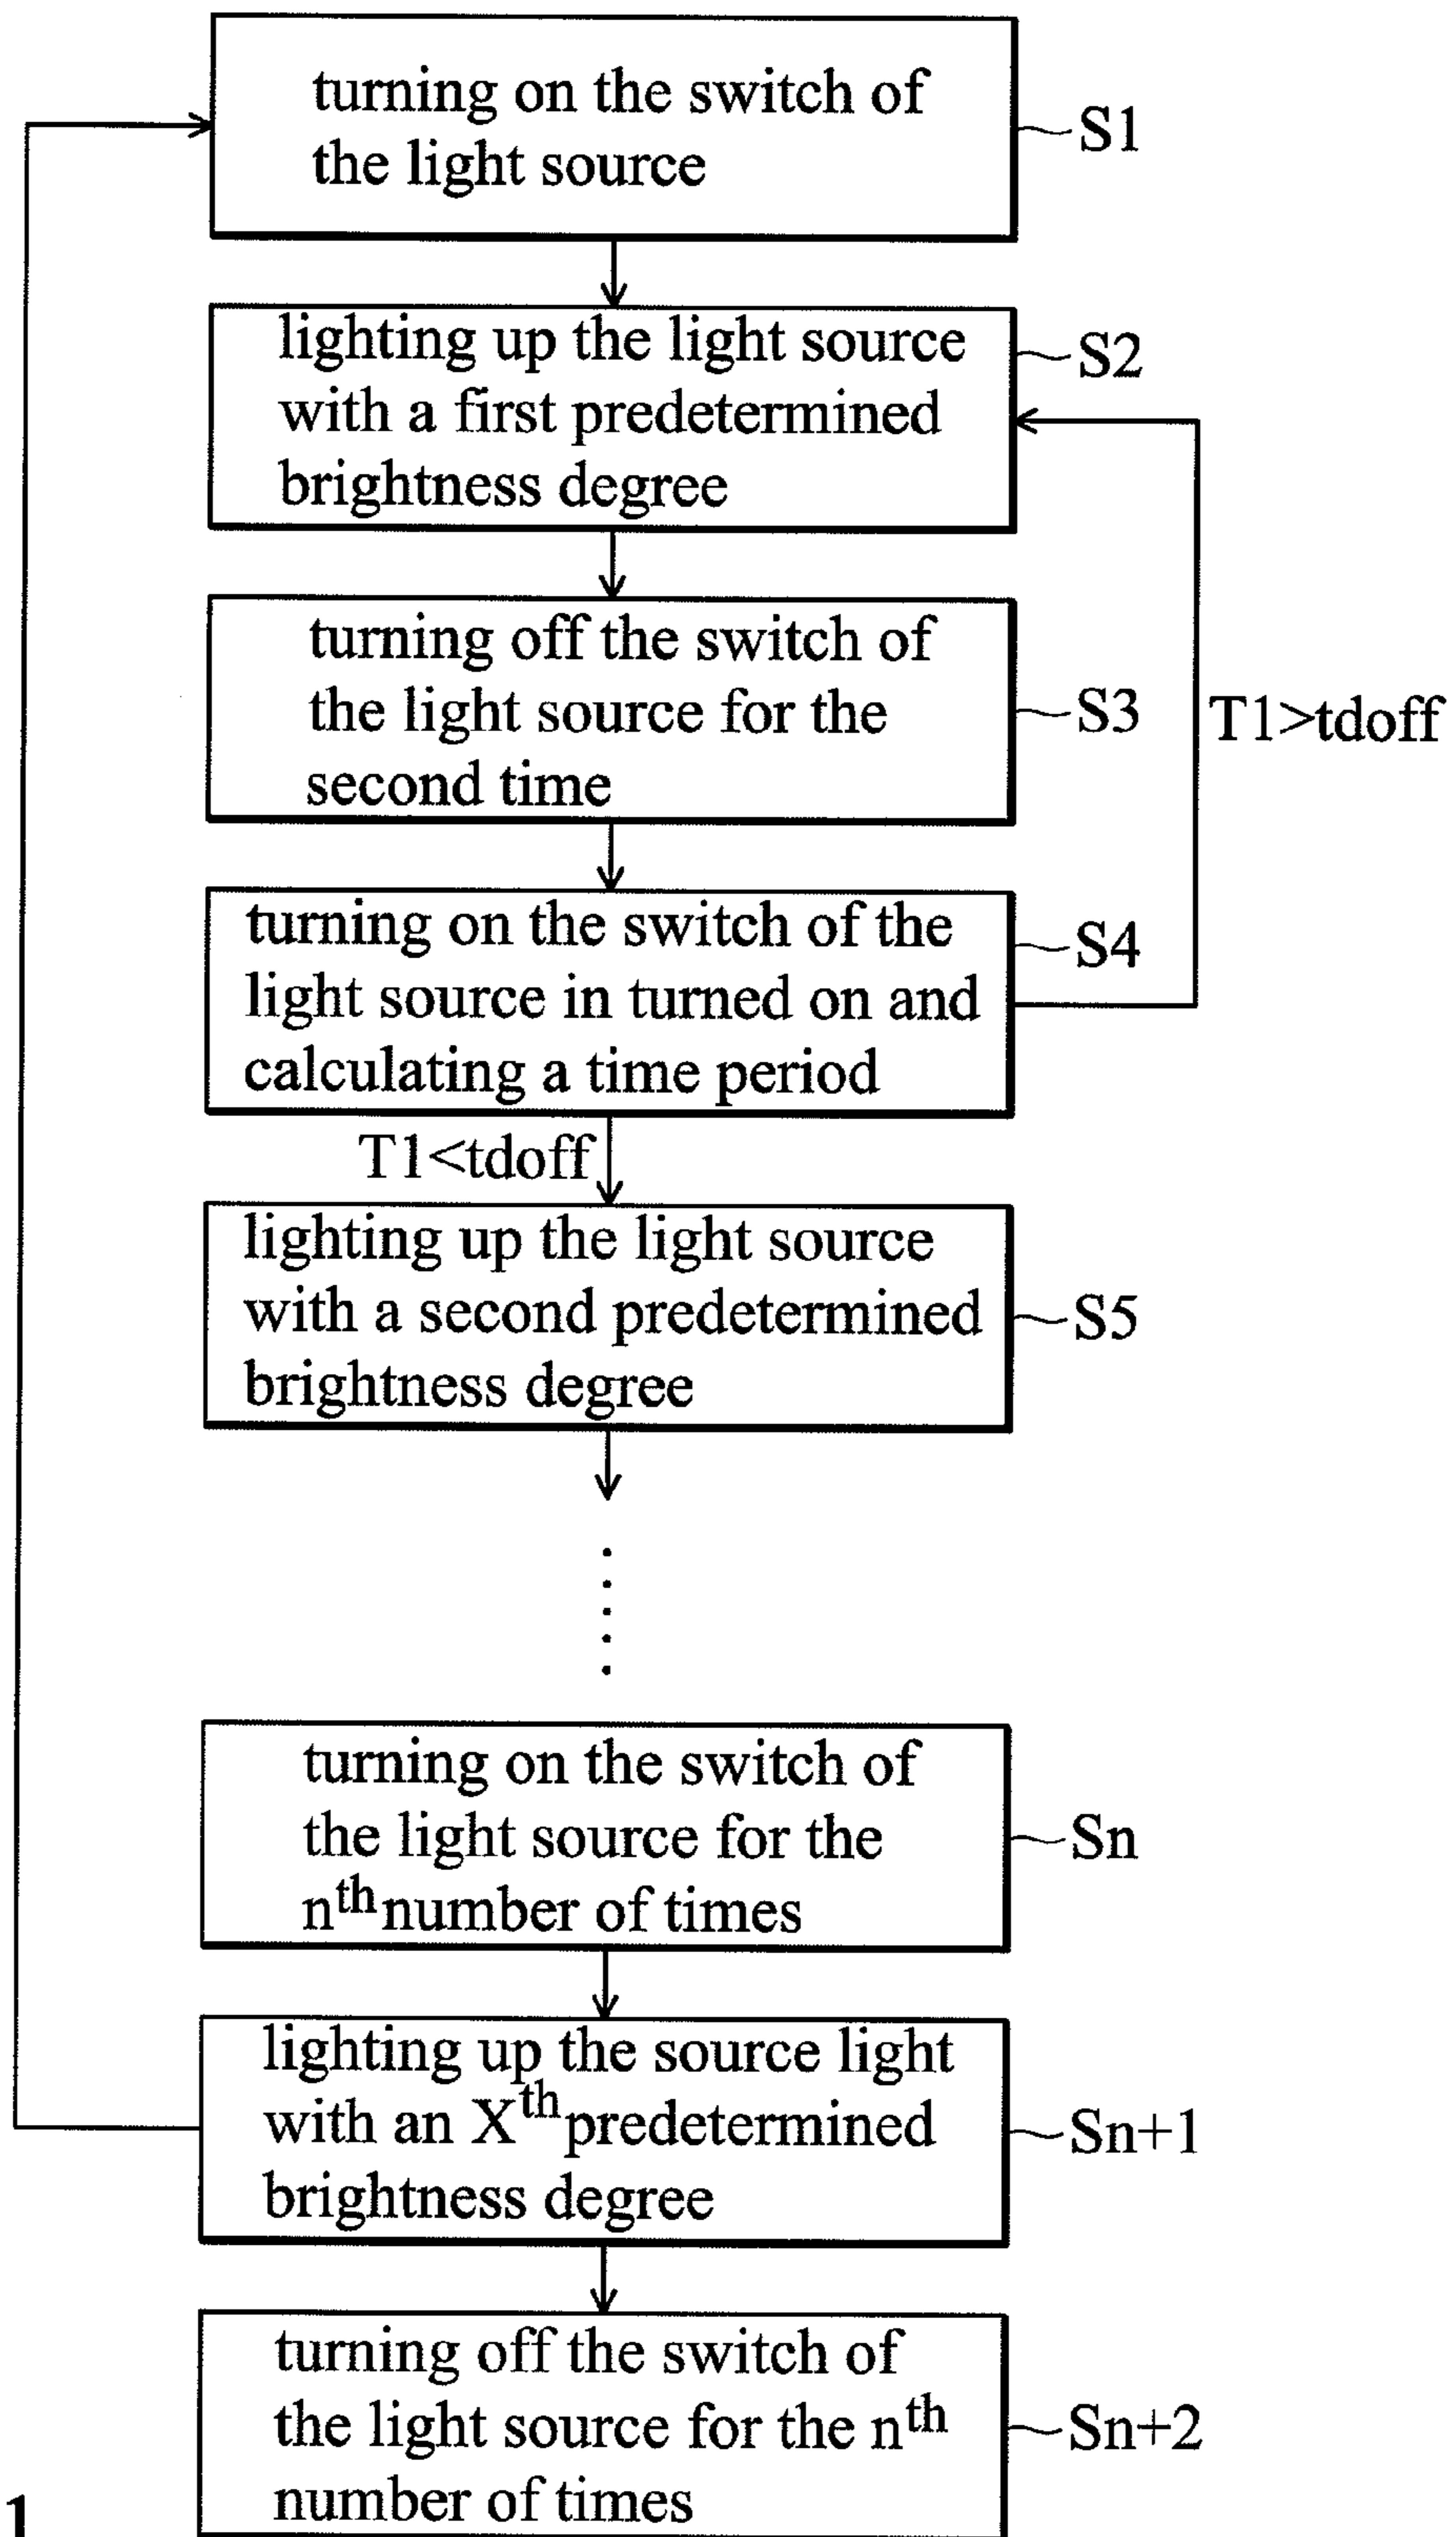 turning on the switch of
the light source
S1
lighting up the light source
with a first predetermined
brightness degree
S2
turning off the switch of
the light source for the
second time
S3
T1>tdoff
turning on the switch of the
light source in turned on and
calculating a time period
S4
T1<tdoff
lighting up the light source
with a second predetermined
brightness degree
S5
turning on the switch of
the light source for the
nth number of times
Sn
lighting up the source light
with an Xth predetermined
brightness degree
Sn+1
turning off the switch of
the light source for the nth
number of times
Sn+2
1